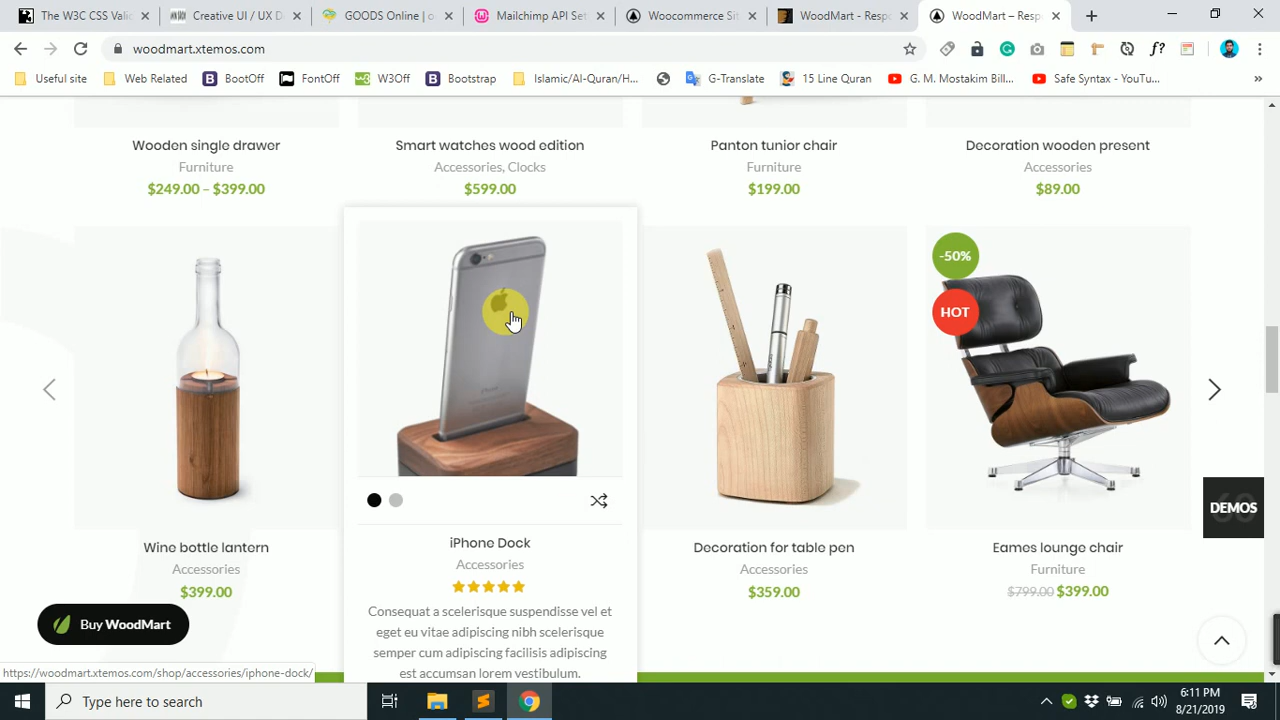 The W3C CSS Vali
Creative UI / UX D
GOODS Online | c
Mailchimp API Set
Woocommerce Sit
WoodMart - Respo
WoodMart – Resp
woodmart.xtemos.com
Useful site
Web Related
BootOff
FontOff
W3Off
Bootstrap
Islamic/Al-Quran/H...
G-Translate
15 Line Quran
G. M. Mostakim Bill...
Safe Syntax - YouTu...
Wooden single drawer
Furniture
$249.00 – $399.00
Smart watches wood edition
Accessories, Clocks
$599.00
Panton tunior chair
Furniture
$199.00
Decoration wooden present
Accessories
$89.00
-50%
HOT
Wine bottle lantern
Accessories
$399.00
iPhone Dock
Accessories
Consequat a scelerisque suspendisse vel et
eget eu vitae adipiscing nibh scelerisque
semper cum adipiscing facilisis adipiscing
est accumsan lorem vestibulum.
Decoration for table pen
Accessories
$359.00
Eames lounge chair
Furniture
$799.00 $399.00
DEMOS
Buy WoodMart
https://woodmart.xtemos.com/shop/accessories/iphone-dock/
Type here to search
6:11 PM
8/21/2019